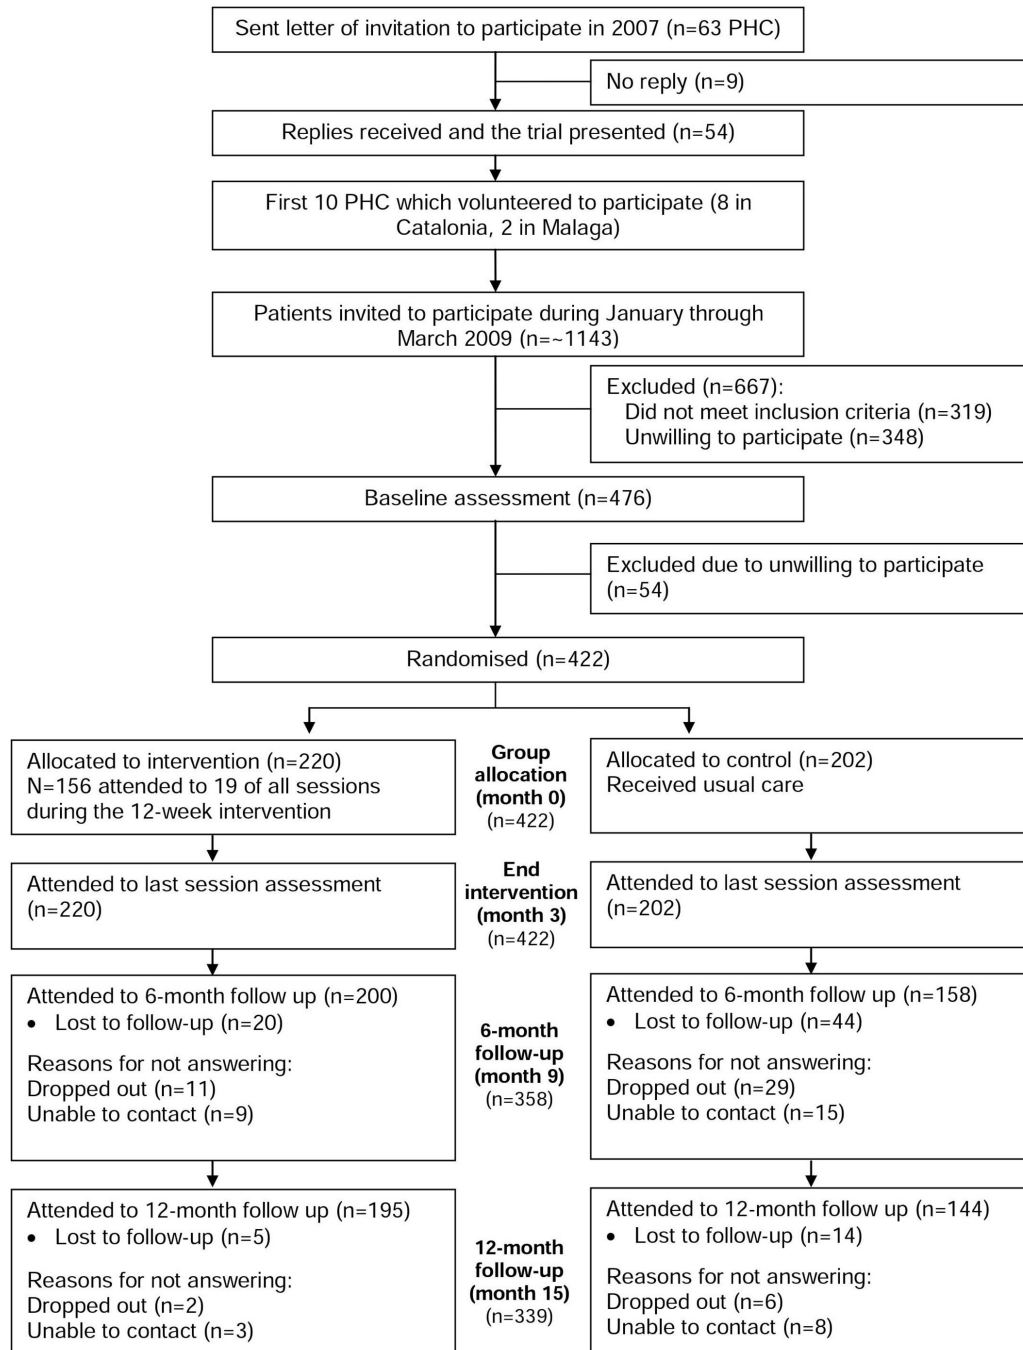 Sent letter of invitation to participate in 2007 (n=63 PHC)
No reply (n=9)
Replies received and the trial presented (n=54)
First 10 PHC which volunteered to participate (8 in
Catalonia, 2 in Malaga)
Patients invited to participate during January through
March 2009 (n=~1143)
Excluded (n=667):
Did not meet inclusion criteria (n=319)
Unwilling to participate (n=348)
Baseline assessment (n=476)
Excluded due to unwilling to participate
(n=54)
Randomised (n=422)
Allocated to intervention (n=220)
N=156 attended to 19 of all sessions
during the 12-week intervention
Group
allocation
(month 0)
(n=422)
Allocated to control (n=202)
Received usual care
Attended to last session assessment
(n=220)
End
intervention
(month 3)
(n=422)
Attended to last session assessment
(n=202)
Attended to 6-month follow up (n=200)
• Lost to follow-up (n=20)
Reasons for not answering:
Dropped out (n=11)
Unable to contact (n=9)
6-month
follow-up
(month 9)
(n=358)
Attended to 6-month follow up (n=158)
• Lost to follow-up (n=44)
Reasons for not answering:
Dropped out (n=29)
Unable to contact (n=15)
Attended to 12-month follow up (n=195)
• Lost to follow-up (n=5)
Reasons for not answering:
Dropped out (n=2)
Unable to contact (n=3)
12-month
follow-up
(month 15)
(n=339)
Attended to 12-month follow up (n=144)
• Lost to follow-up (n=14)
Reasons for not answering:
Dropped out (n=6)
Unable to contact (n=8)